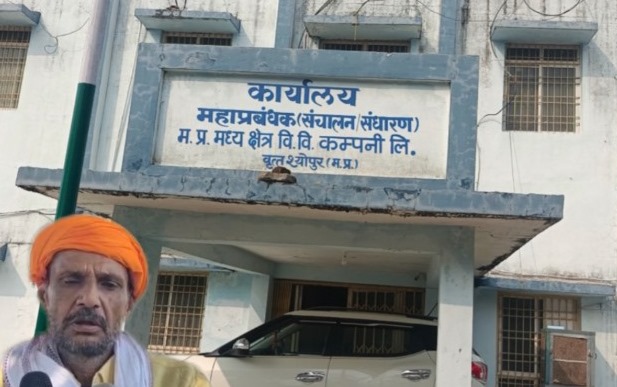 कार्यालय
महाप्रबंधक(संचालन/संधारण)
म. प्र. मध्य क्षेत्र वि. वि. कम्पनी लि.
वृत्त श्योपुर (म.प्र.)